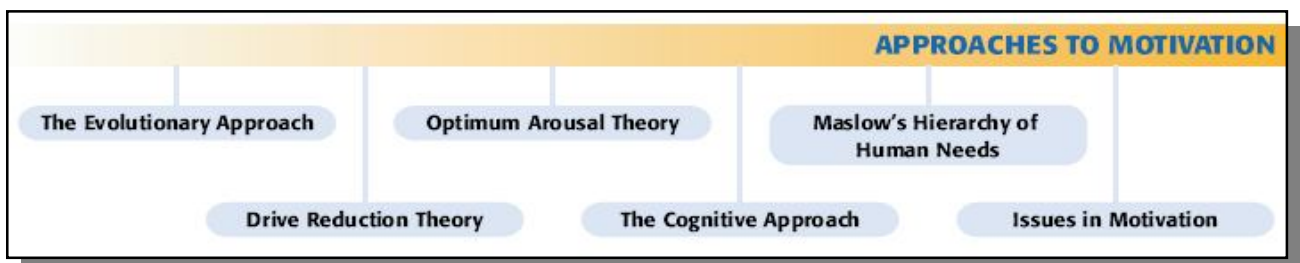 APPROACHES TO MOTIVATION
The Evolutionary Approach
Optimum Arousal Theory
Maslow's Hierarchy of
Human Needs
Drive Reduction Theory
The Cognitive Approach
Issues in Motivation